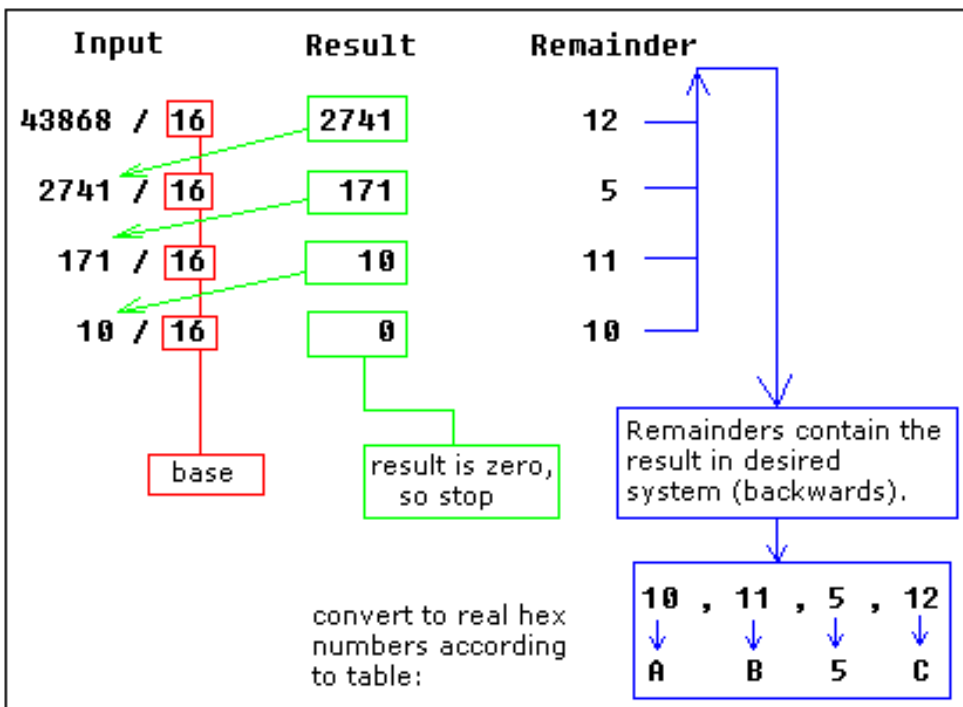 Input Result Remainder
43868 / 16 2741 12
2741 / 16 171 5
171 / 16 10 11
10 / 16 0 10
base
result is zero,
so stop
Remainders contain the
result in desired
system (backwards).
convert to real hex
numbers according
to table:
10 , 11 , 5 , 12
A B 5 C